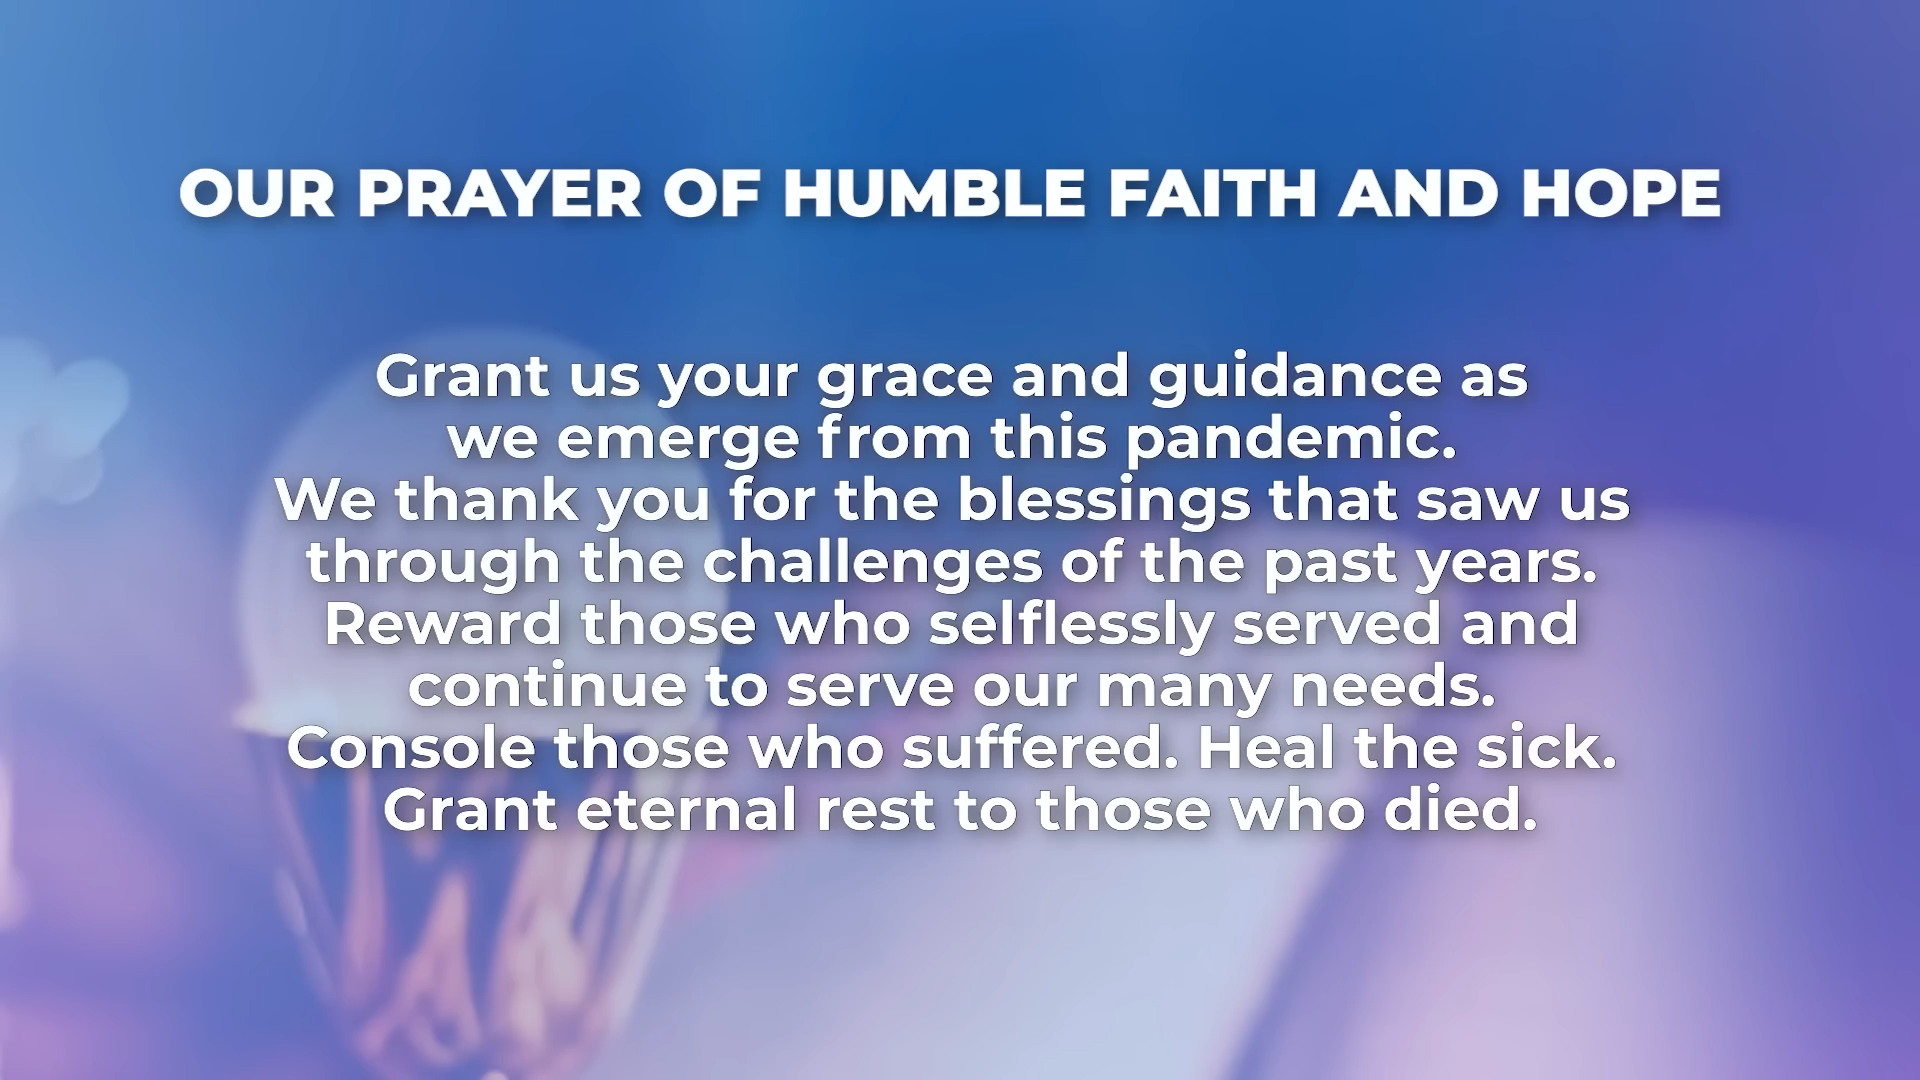 OUR PRAYER OF HUMBLE FAITH AND HOPE
Grant us your grace and guidance as
we emerge from this pandemic.
We thank you for the blessings that saw us
through the challenges of the past years.
Reward those who selflessly served and
continue to serve our many needs.
Console those who suffered. Heal the sick.
Grant eternal rest to those who died.